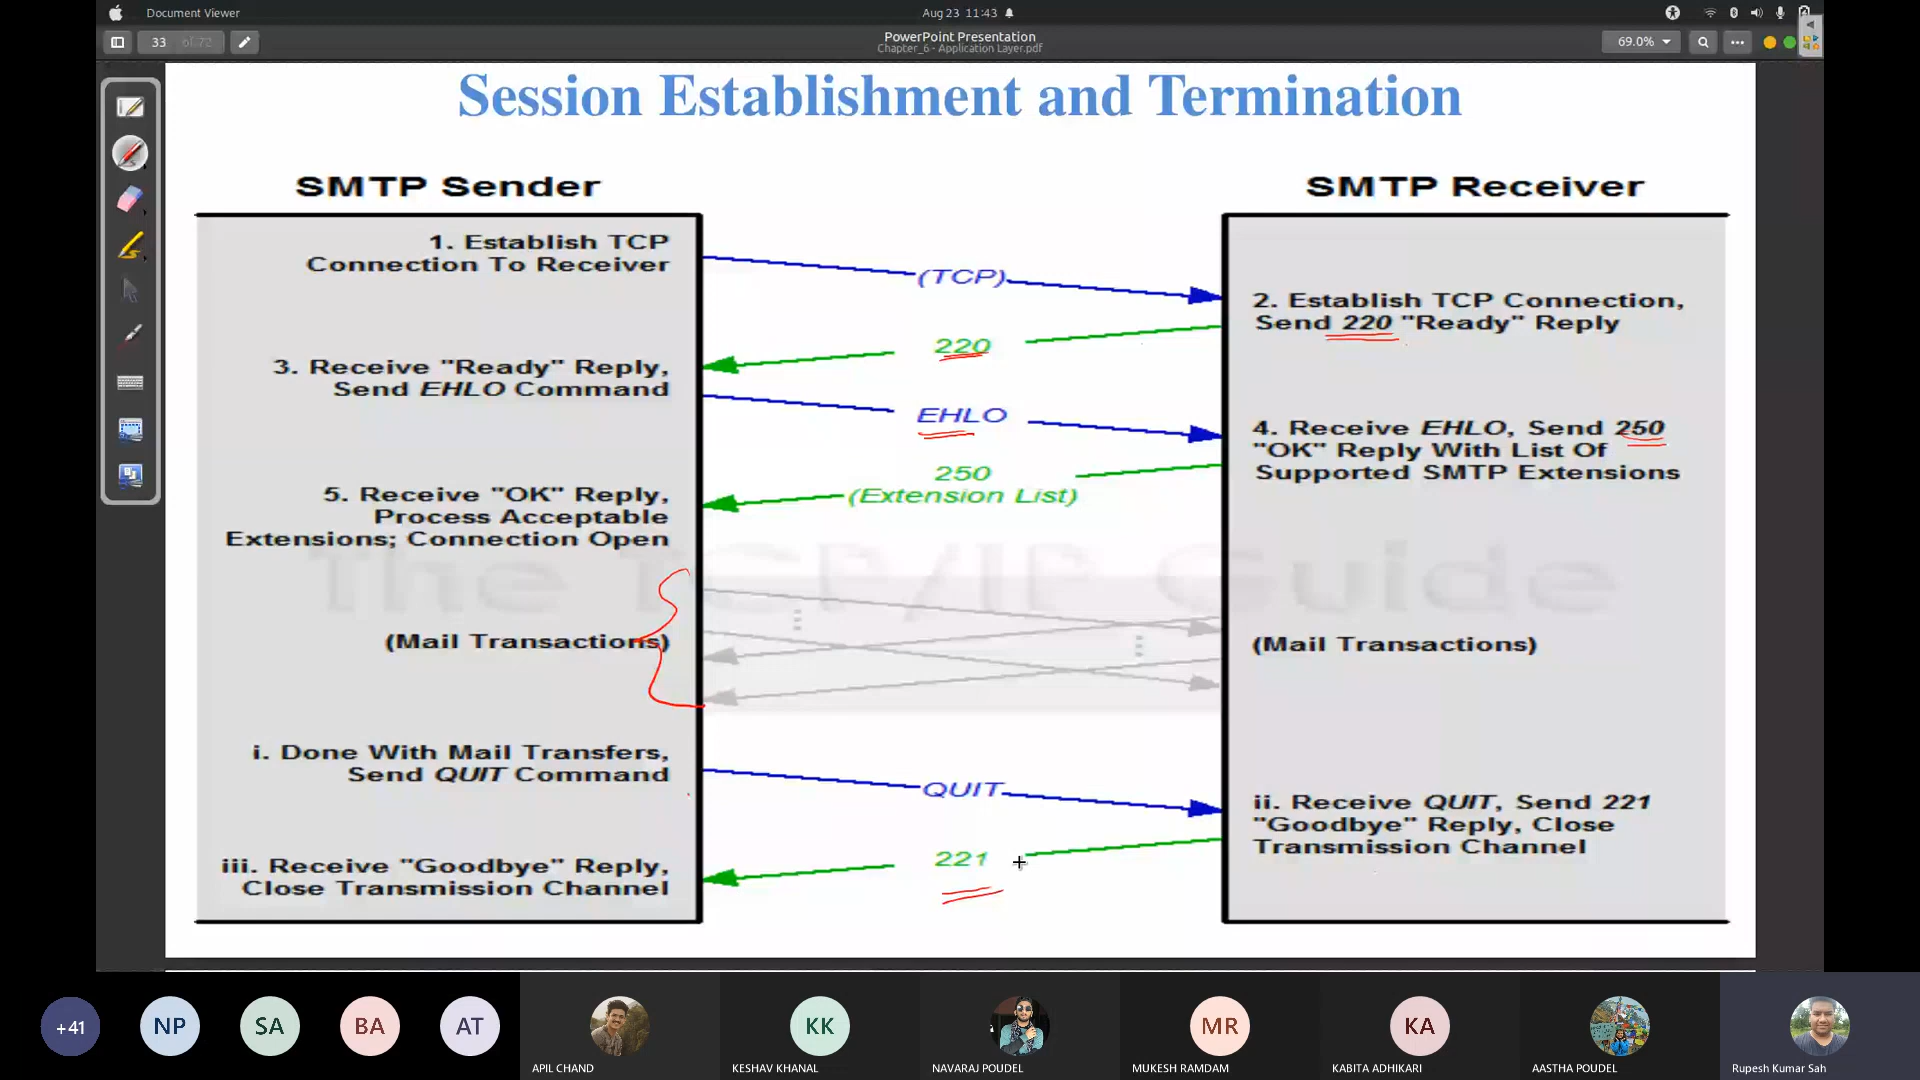 Document Viewer
Aug 23 11:43
33 of 72
PowerPoint Presentation
Chapter_6 - Application Layer.pdf
69.0%
Session Establishment and Termination
SMTP Sender
SMTP Receiver
1. Establish TCP
Connection To Receiver
(TCP)
2. Establish TCP Connection,
Send 220 "Ready" Reply
220
3. Receive "Ready" Reply,
Send EHLO Command
EHLO
4. Receive EHLO, Send 250
"OK" Reply With List Of
Supported SMTP Extensions
250
(Extension List)
5. Receive "OK" Reply,
Process Acceptable
Extensions; Connection Open
The TCP/IP Guide
(Mail Transactions)
(Mail Transactions)
i. Done With Mail Transfers,
Send QUIT Command
QUIT
ii. Receive QUIT, Send 221
"Goodbye" Reply, Close
Transmission Channel
221
iii. Receive "Goodbye" Reply,
Close Transmission Channel
+41
NP
SA
BA
AT
KK
MR
KA
APIL CHAND
KESHAV KHANAL
NAVARAJ POUDEL
MUKESH RAMDAM
KABITA ADHIKARI
AASTHA POUDEL
Rupesh Kumar Sah